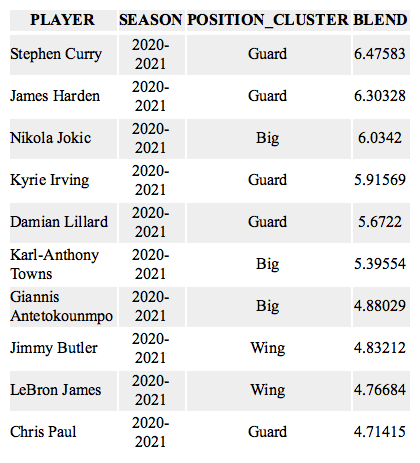 PLAYER SEASON POSITION_CLUSTER BLEND
Stephen Curry 2020-2021 Guard 6.47583
James Harden 2020-2021 Guard 6.30328
Nikola Jokic 2020-2021 Big 6.0342
Kyrie Irving 2020-2021 Guard 5.91569
Damian Lillard 2020-2021 Guard 5.6722
Karl-Anthony Towns 2020-2021 Big 5.39554
Giannis Antetokounmpo 2020-2021 Big 4.88029
Jimmy Butler 2020-2021 Wing 4.83212
LeBron James 2020-2021 Wing 4.76684
Chris Paul 2020-2021 Guard 4.71415